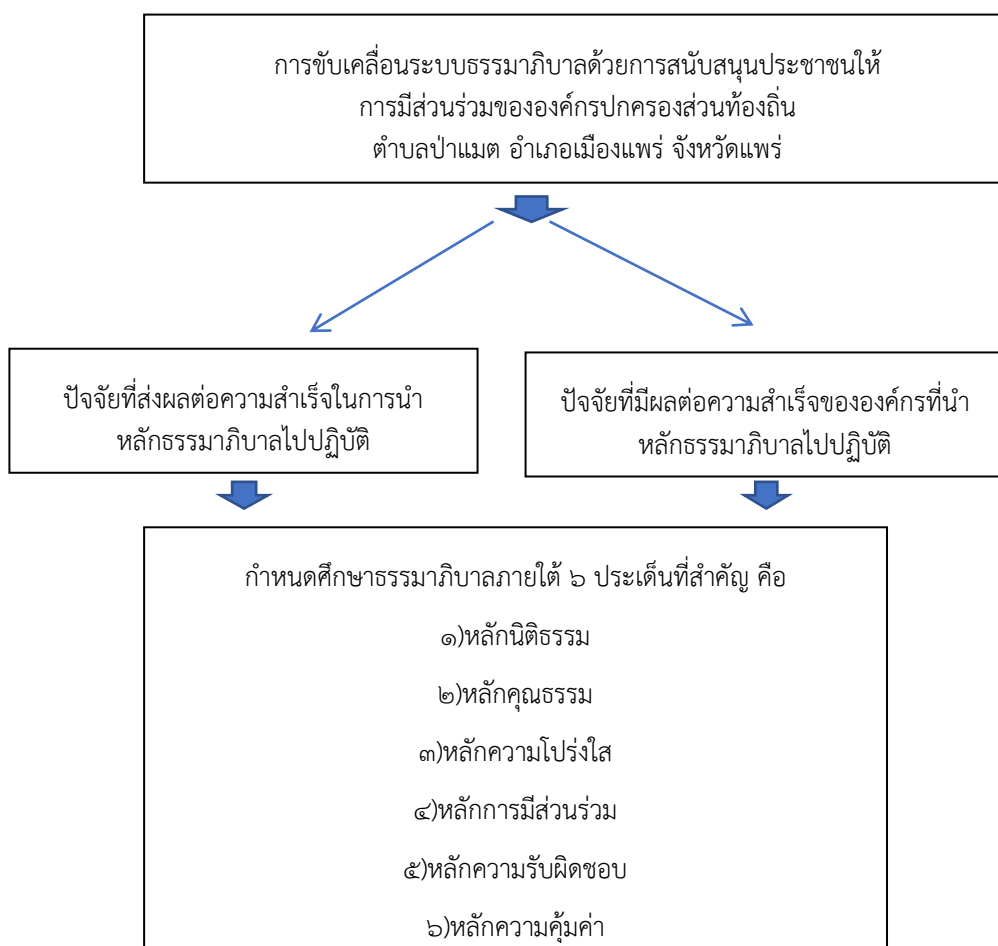 การขับเคลื่อนระบบธรรมาภิบาลด้วยการสนับสนุนประชาชนให้
การมีส่วนร่วมขององค์กรปกครองส่วนท้องถิ่น
ตำบลป่าแมต อำเภอเมืองแพร่ จังหวัดแพร่
ปัจจัยที่ส่งผลต่อความสำเร็จในการนำ
หลักธรรมาภิบาลไปปฏิบัติ
ปัจจัยที่มีผลต่อความสำเร็จขององค์กรที่นำ
หลักธรรมาภิบาลไปปฏิบัติ
กำหนดศึกษาธรรมาภิบาลภายใต้ ๖ ประเด็นที่สำคัญ คือ
๑)หลักนิติธรรม
๒)หลักคุณธรรม
๓)หลักความโปร่งใส
๔)หลักการมีส่วนร่วม
๕)หลักความรับผิดชอบ
๖)หลักความคุ้มค่า